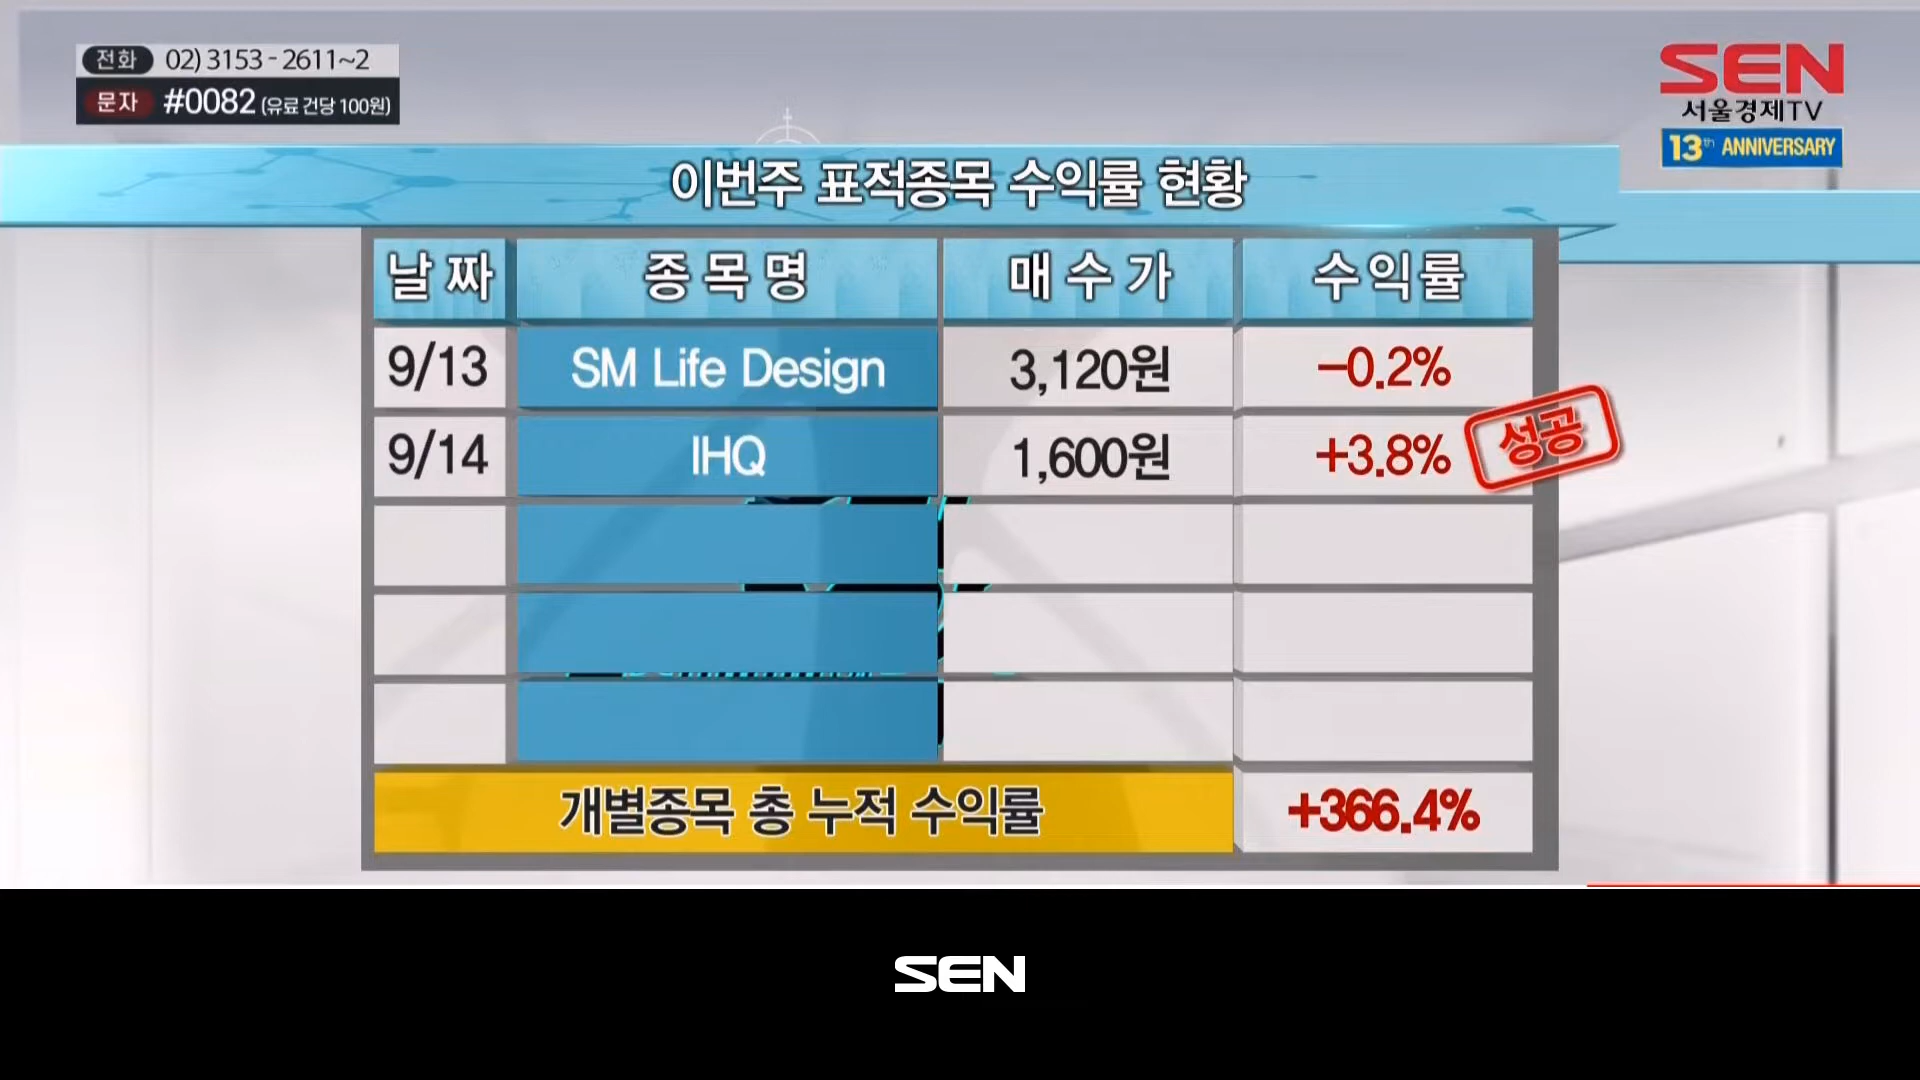 전화 02) 3153 - 2611~2
문자 #0082 (유료 건당 100원)
SEN
서울경제TV
13th ANNIVERSARY
이번주 표적종목 수익률 현황
날짜 종목명 매수가 수익률
9/13 SM Life Design 3,120원 -0.2%
9/14 IHQ 1,600원 +3.8% 성공
개별종목 총 누적 수익률 +366.4%
SEN